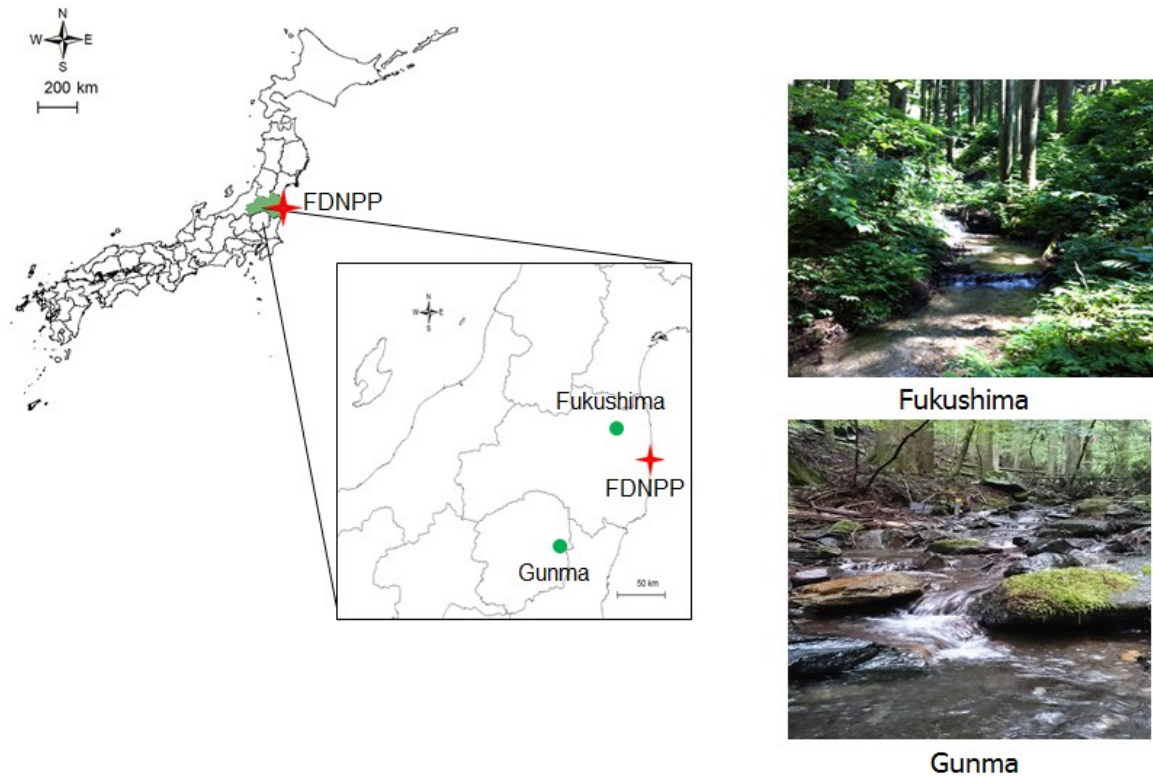 N
W E
S
200 km
FDNPP
N
W E
S
Fukushima
FDNPP
Gunma
50 km
Fukushima
Gunma